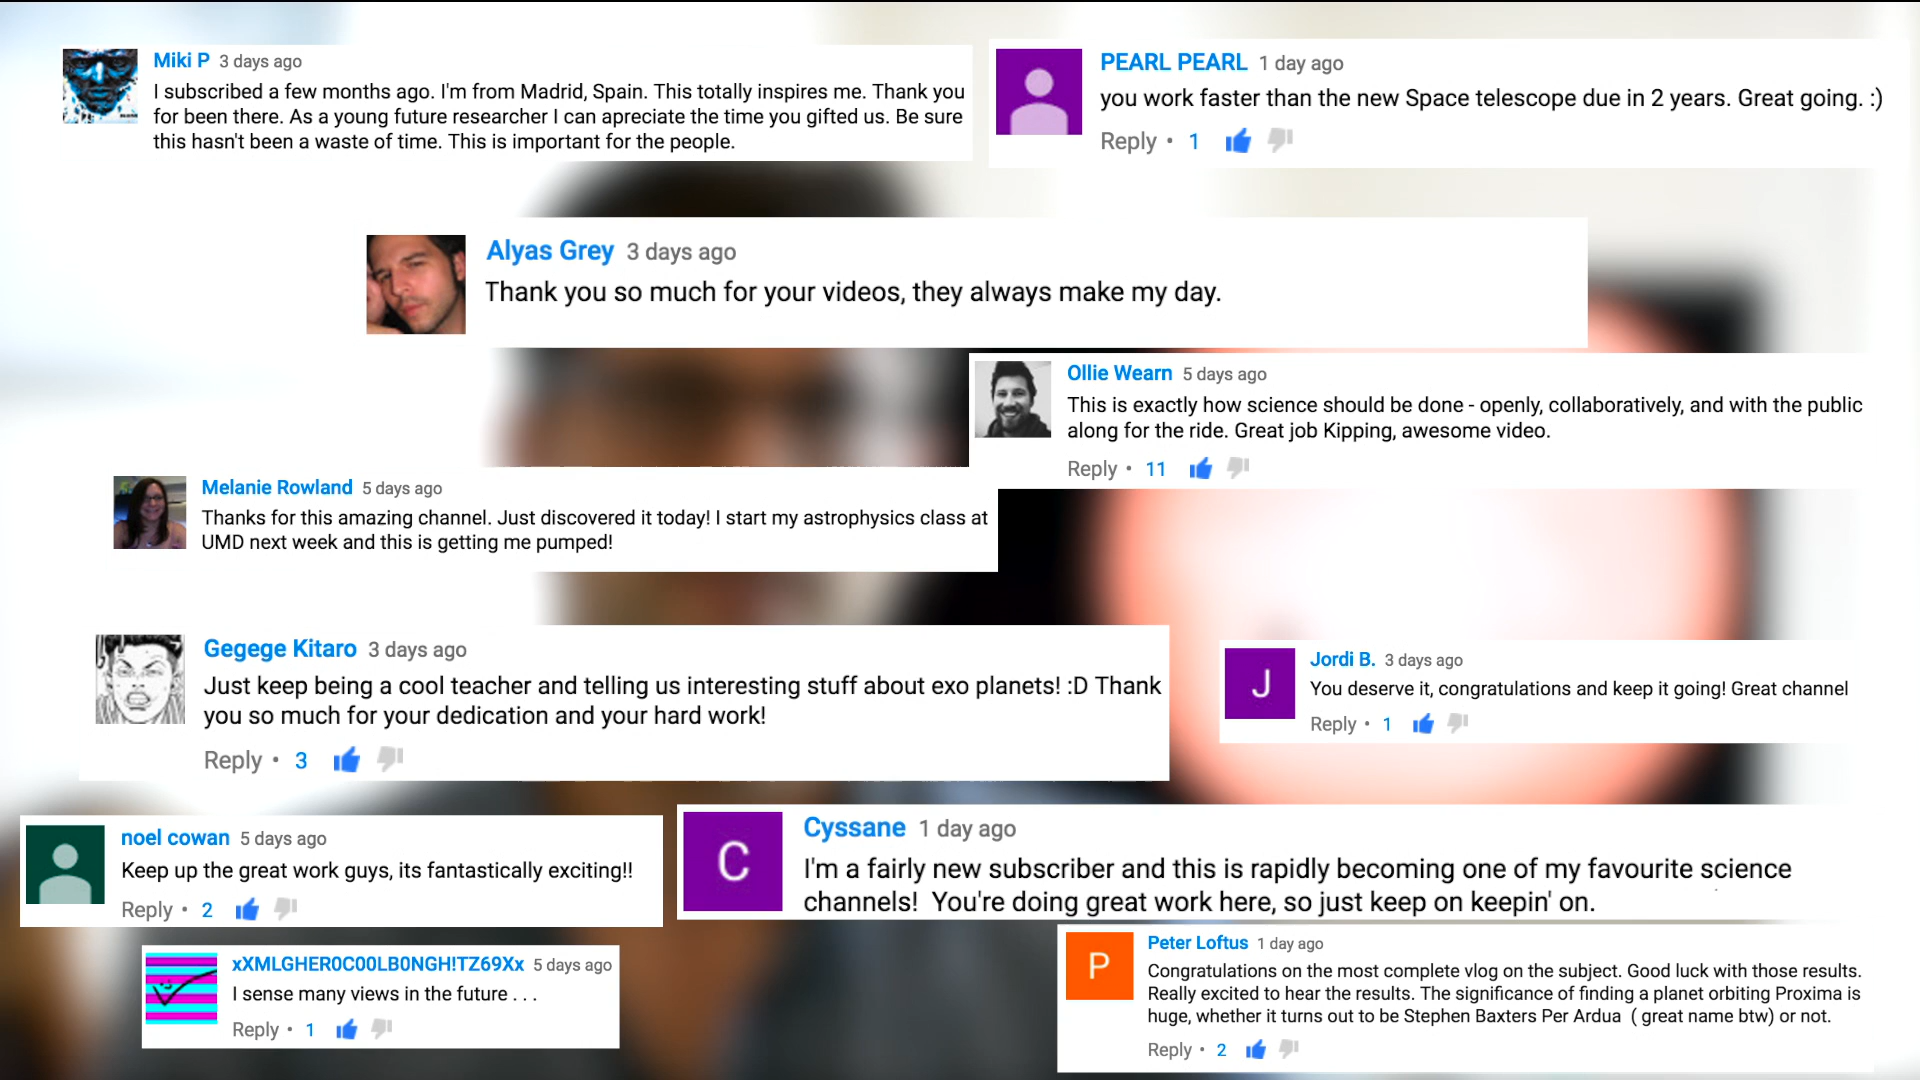 Miki P 3 days ago
I subscribed a few months ago. I'm from Madrid, Spain. This totally inspires me. Thank you
for been there. As a young future researcher I can apreciate the time you gifted us. Be sure
this hasn't been a waste of time. This is important for the people.
PEARL PEARL 1 day ago
you work faster than the new Space telescope due in 2 years. Great going. :)
Reply • 1
Alyas Grey 3 days ago
Thank you so much for your videos, they always make my day.
Ollie Wearn 5 days ago
This is exactly how science should be done - openly, collaboratively, and with the public
along for the ride. Great job Kipping, awesome video.
Reply • 11
Melanie Rowland 5 days ago
Thanks for this amazing channel. Just discovered it today! I start my astrophysics class at
UMD next week and this is getting me pumped!
Gegege Kitaro 3 days ago
Just keep being a cool teacher and telling us interesting stuff about exo planets! :D Thank
you so much for your dedication and your hard work!
Reply • 3
J
Jordi B. 3 days ago
You deserve it, congratulations and keep it going! Great channel
Reply • 1
noel cowan 5 days ago
Keep up the great work guys, its fantastically exciting!!
Reply • 2
C
Cyssane 1 day ago
I'm a fairly new subscriber and this is rapidly becoming one of my favourite science
channels! You're doing great work here, so just keep on keepin' on.
xXMLGHER0C00LB0NGH!TZ69Xx 5 days ago
I sense many views in the future . . .
Reply • 1
P
Peter Loftus 1 day ago
Congratulations on the most complete vlog on the subject. Good luck with those results.
Really excited to hear the results. The significance of finding a planet orbiting Proxima is
huge, whether it turns out to be Stephen Baxters Per Ardua ( great name btw) or not.
Reply • 2